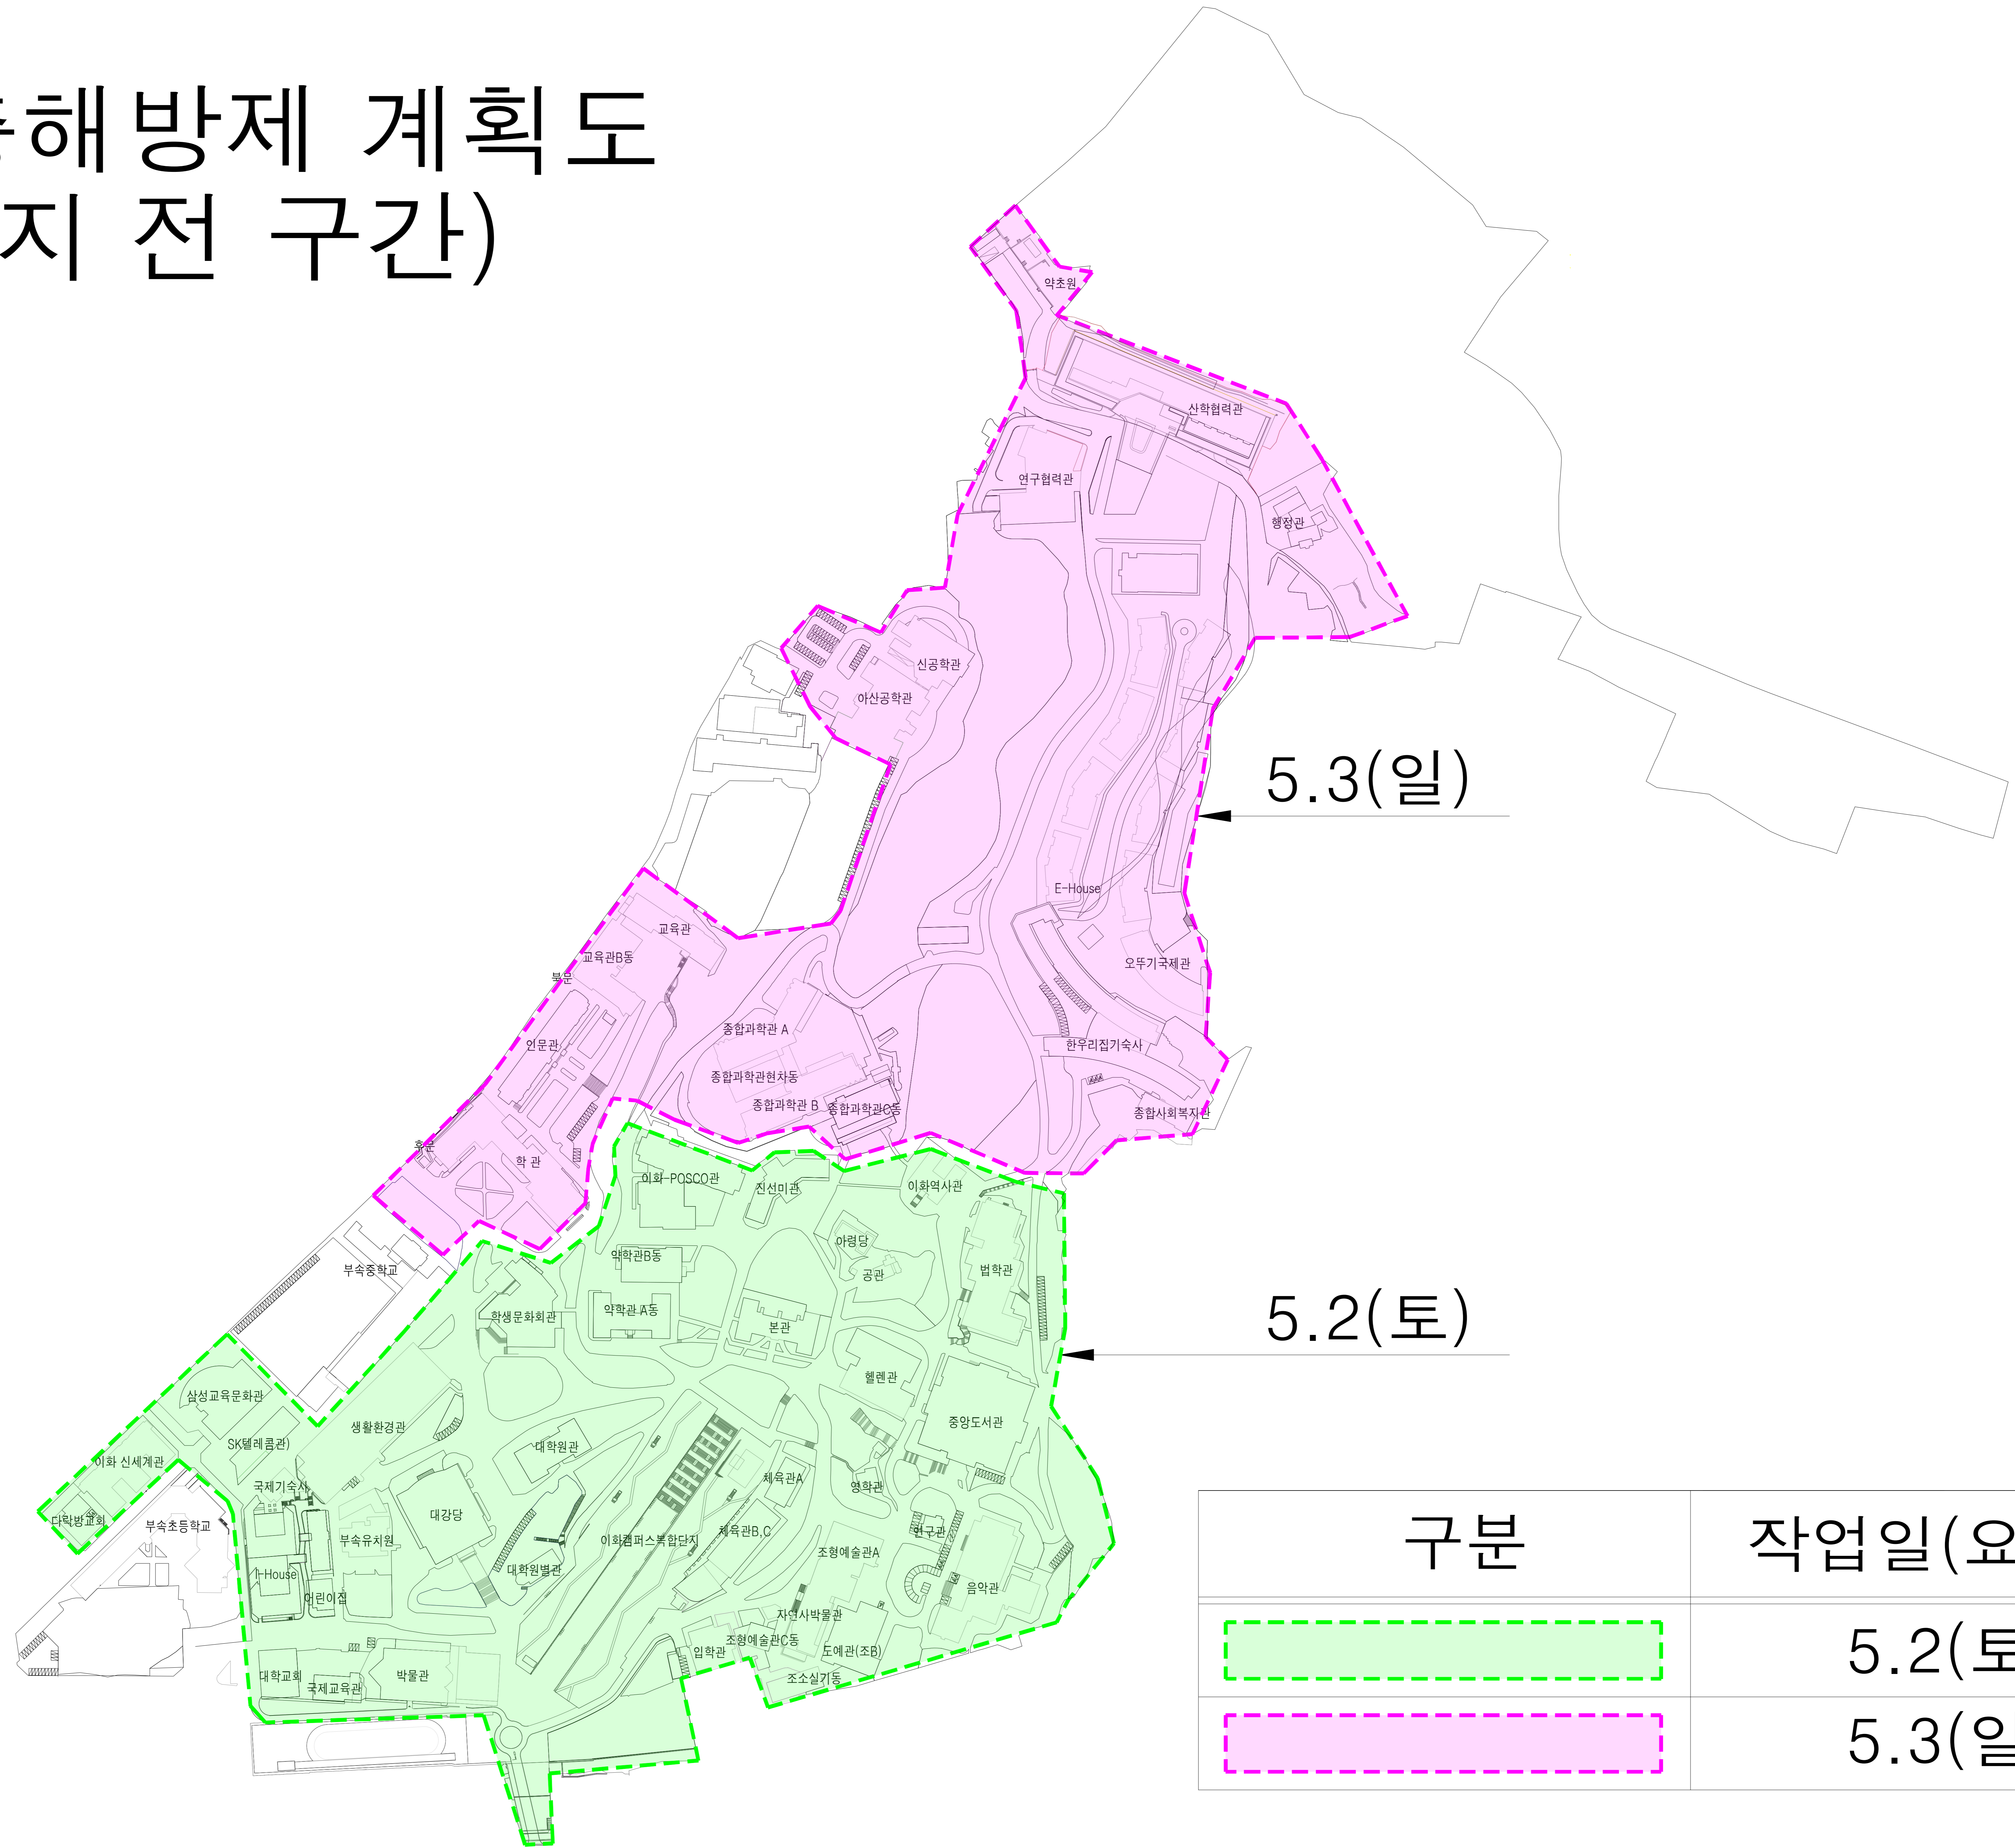 해방제 계획도
지 전 구간)
약초원
산학협력관
연구협력관
행정관
신공학관
아산공학관
5.3(일)
E-House
교육관
교육관B동
북문
오뚜기국제관
종합과학관 A
인문관
한우리집기숙사
종합과학관현차동
종합과학관 B
종합과학관C동
종합사회복지관
후문
학 관
이화-POSCO관
진선미관
이화역사관
아령당
약학관B동
공관
법학관
부속중학교
학생문화회관
약학관 A동
본관
5.2(토)
헬렌관
삼성교육문화관
중앙도서관
생활환경관
SK텔레콤관)
대학원관
이화 신세계관
체육관A
국제기숙사
영학관
대강당
다락방교회
부속초등학교
체육관B,C
연구관
부속유치원
이화캠퍼스복합단지
조형예술관A
대학원별관
I-House
음악관
어린이집
자연사박물관
조형예술관C동
입학관
도예관(조B)
대학교회
박물관
국제교육관
조소실기동
구분
작업일(요
5.2(토
5.3(일